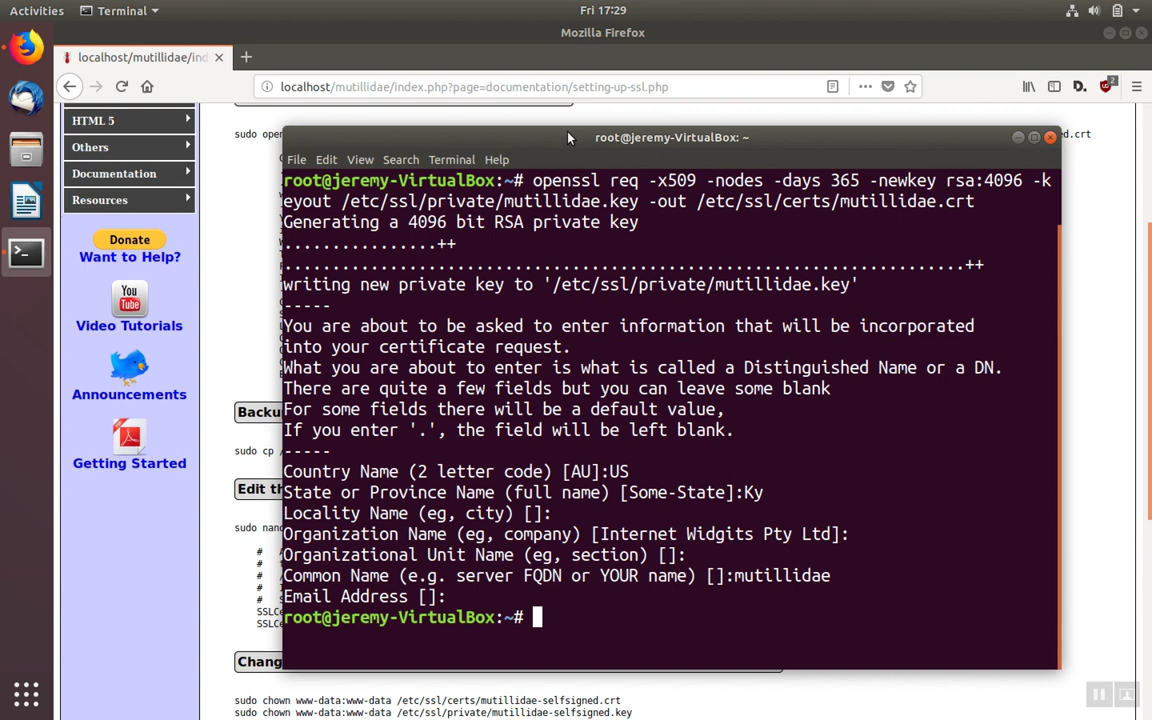 Activities
Terminal
Fri 17:29
Mozilla Firefox
localhost/mutillidae/ind
localhost/mutillidae/index.php?page=documentation/setting-up-ssl.php
HTML 5
Others
Documentation
Resources
Donate
Want to Help?
You
Tube
Video Tutorials
Announcements
Getting Started
sudo open
ed.crt
root@jeremy-VirtualBox: ~
File Edit View Search Terminal Help
root@jeremy-VirtualBox:~# openssl req -x509 -nodes -days 365 -newkey rsa:4096 -k
eyout /etc/ssl/private/mutillidae.key -out /etc/ssl/certs/mutillidae.crt
Generating a 4096 bit RSA private key
................++
.......................................................................++
writing new private key to '/etc/ssl/private/mutillidae.key'
-----
You are about to be asked to enter information that will be incorporated
into your certificate request.
What you are about to enter is what is called a Distinguished Name or a DN.
There are quite a few fields but you can leave some blank
For some fields there will be a default value,
If you enter '.', the field will be left blank.
-----
Country Name (2 letter code) [AU]:US
State or Province Name (full name) [Some-State]:Ky
Locality Name (eg, city) []:
Organization Name (eg, company) [Internet Widgits Pty Ltd]:
Organizational Unit Name (eg, section) []:
Common Name (e.g. server FQDN or YOUR name) []:mutillidae
Email Address []:
root@jeremy-VirtualBox:~#
Backu
sudo cp /
Edit th
sudo nano
#
#
#
#
#
SSLCe
SSLCe
Chang
sudo chown www-data:www-data /etc/ssl/certs/mutillidae-selfsigned.crt
sudo chown www-data:www-data /etc/ssl/private/mutillidae-selfsigned.key